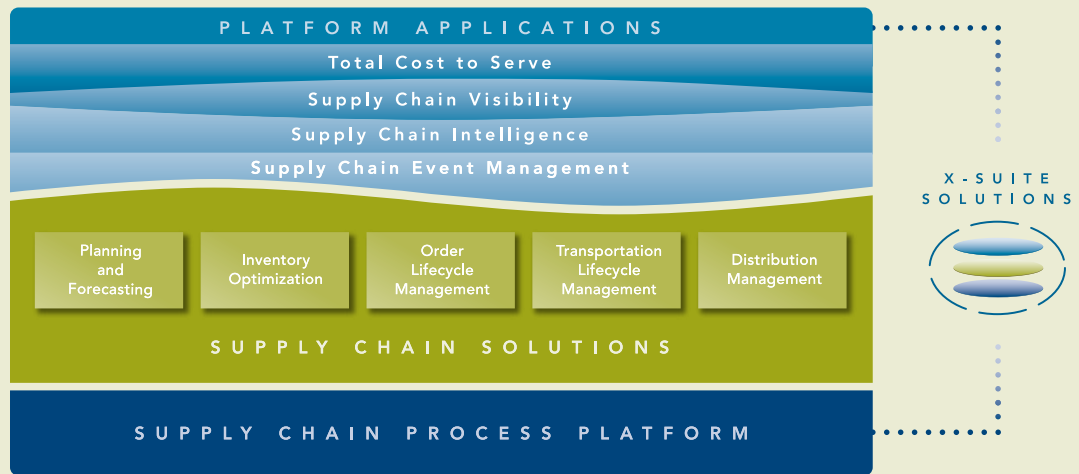 PLATFORM APPLICATIONS
Total Cost to Serve
Supply Chain Visibility
Supply Chain Intelligence
Supply Chain Event Management
X-SUITE
SOLUTIONS
Planning
and
Forecasting
Inventory
Optimization
Order
Lifecycle
Management
Transportation
Lifecycle
Management
Distribution
Management
SUPPLY CHAIN SOLUTIONS
SUPPLY CHAIN PROCESS PLATFORM